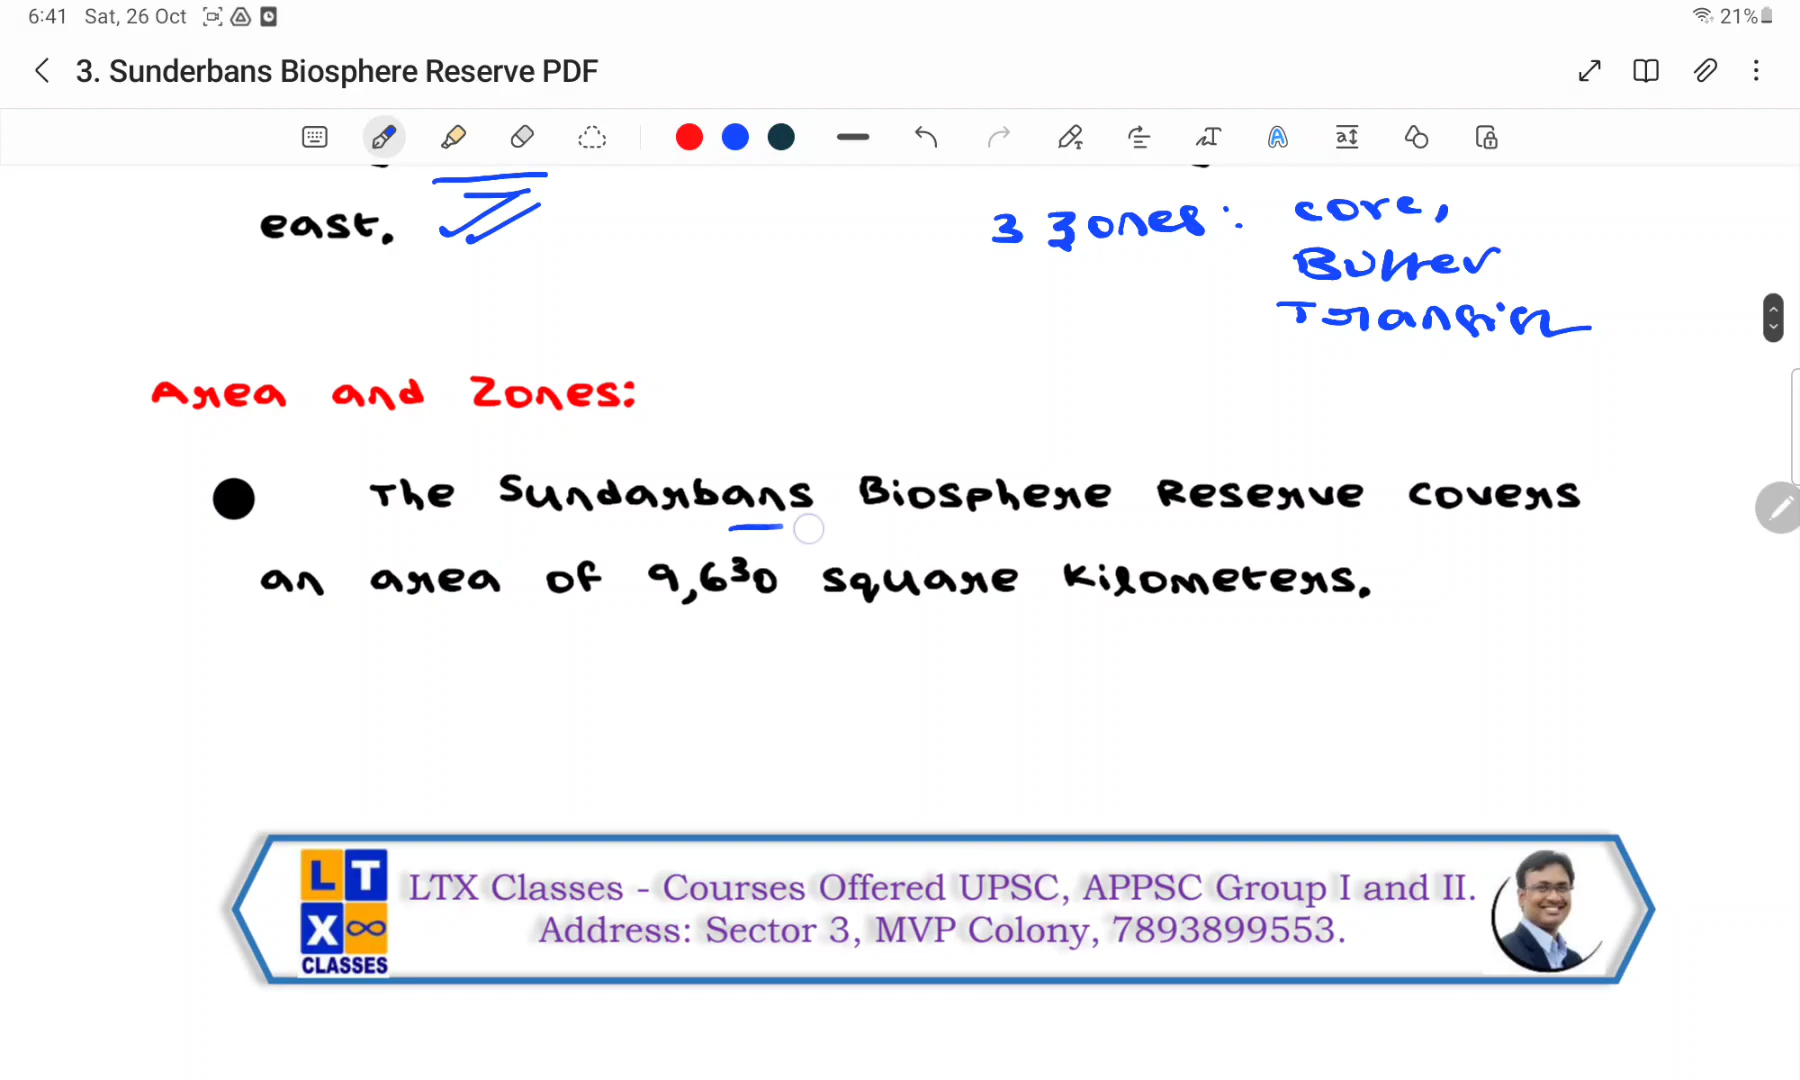 6:41 Sat, 26 Oct
21%
3. Sunderbans Biosphere Reserve PDF
east.
3 Zones: core,
Buffer
Transition
Area and Zones:
The Sundarbans Biosphere Reserve covers
an area of 9,630 square kilometers.
L T
X ∞
CLASSES
LTX Classes - Courses Offered UPSC, APPSC Group I and II.
Address: Sector 3, MVP Colony, 7893899553.